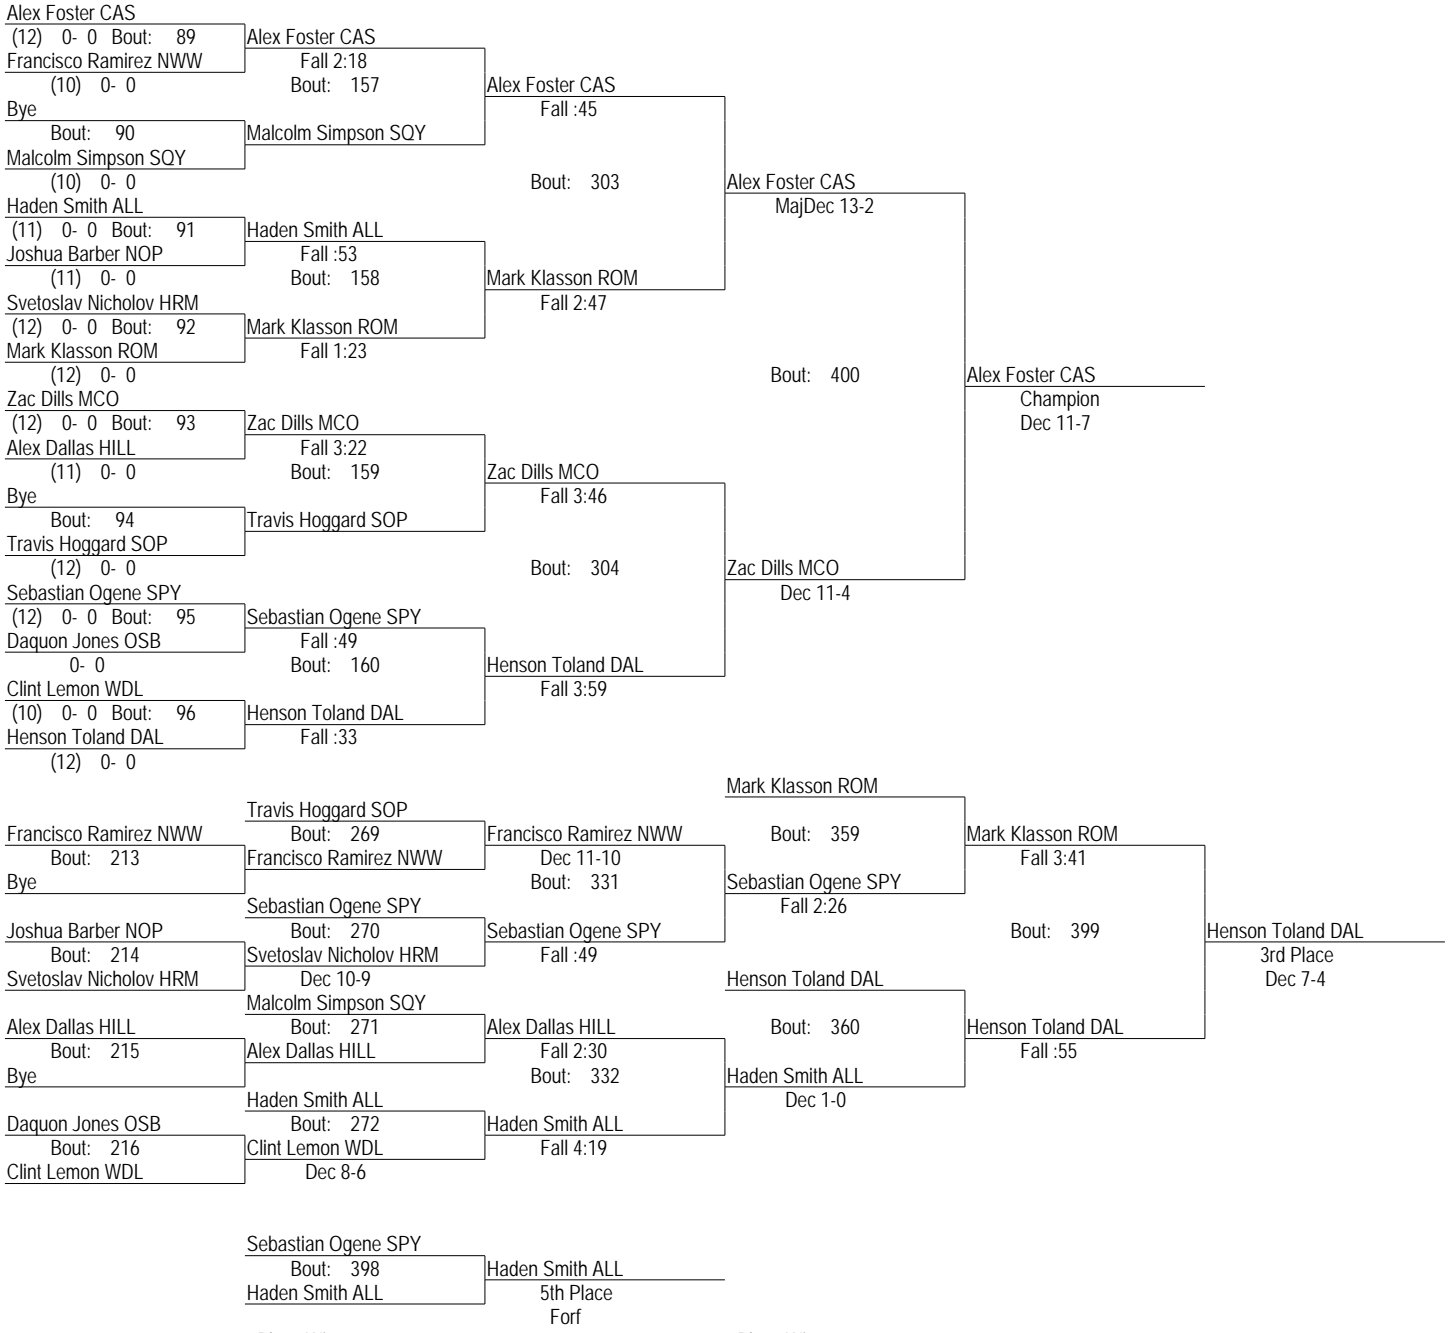 Alex Foster CAS
(12) 0- 0 Bout: 89 Alex Foster CAS
Francisco Ramirez NWW Fall 2:18
(10) 0- 0 Bout: 157 Alex Foster CAS
Bye Fall :45
Bout: 90 Malcolm Simpson SQY
Malcolm Simpson SQY
(10) 0- 0 Bout: 303 Alex Foster CAS
Haden Smith ALL MajDec 13-2
(11) 0- 0 Bout: 91 Haden Smith ALL
Joshua Barber NOP Fall :53
(11) 0- 0 Bout: 158 Mark Klasson ROM
Svetoslav Nicholov HRM Fall 2:47
(12) 0- 0 Bout: 92 Mark Klasson ROM
Mark Klasson ROM Fall 1:23
(12) 0- 0 Bout: 400 Alex Foster CAS
Zac Dills MCO Champion
(12) 0- 0 Bout: 93 Zac Dills MCO Dec 11-7
Alex Dallas HILL Fall 3:22
(11) 0- 0 Bout: 159 Zac Dills MCO
Bye Fall 3:46
Bout: 94 Travis Hoggard SOP
Travis Hoggard SOP
(12) 0- 0 Bout: 304 Zac Dills MCO
Sebastian Ogene SPY Dec 11-4
(12) 0- 0 Bout: 95 Sebastian Ogene SPY
Daquon Jones OSB Fall :49
0- 0 Bout: 160 Henson Toland DAL
Clint Lemon WDL Fall 3:59
(10) 0- 0 Bout: 96 Henson Toland DAL
Henson Toland DAL Fall :33
(12) 0- 0
Mark Klasson ROM
Travis Hoggard SOP
Francisco Ramirez NWW Bout: 269 Francisco Ramirez NWW Bout: 359 Mark Klasson ROM
Bout: 213 Francisco Ramirez NWW Dec 11-10 Fall 3:41
Bye Bout: 331 Sebastian Ogene SPY
Sebastian Ogene SPY Fall 2:26
Joshua Barber NOP Bout: 270 Sebastian Ogene SPY Bout: 399 Henson Toland DAL
Bout: 214 Svetoslav Nicholov HRM Fall :49 3rd Place
Svetoslav Nicholov HRM Dec 10-9 Henson Toland DAL Dec 7-4
Malcolm Simpson SQY
Alex Dallas HILL Bout: 271 Alex Dallas HILL Bout: 360 Henson Toland DAL
Bout: 215 Alex Dallas HILL Fall 2:30 Fall :55
Bye Bout: 332 Haden Smith ALL
Haden Smith ALL Dec 1-0
Daquon Jones OSB Bout: 272 Haden Smith ALL
Bout: 216 Clint Lemon WDL Fall 4:19
Clint Lemon WDL Dec 8-6
Sebastian Ogene SPY
Bout: 398 Haden Smith ALL
Haden Smith ALL 5th Place
Forf